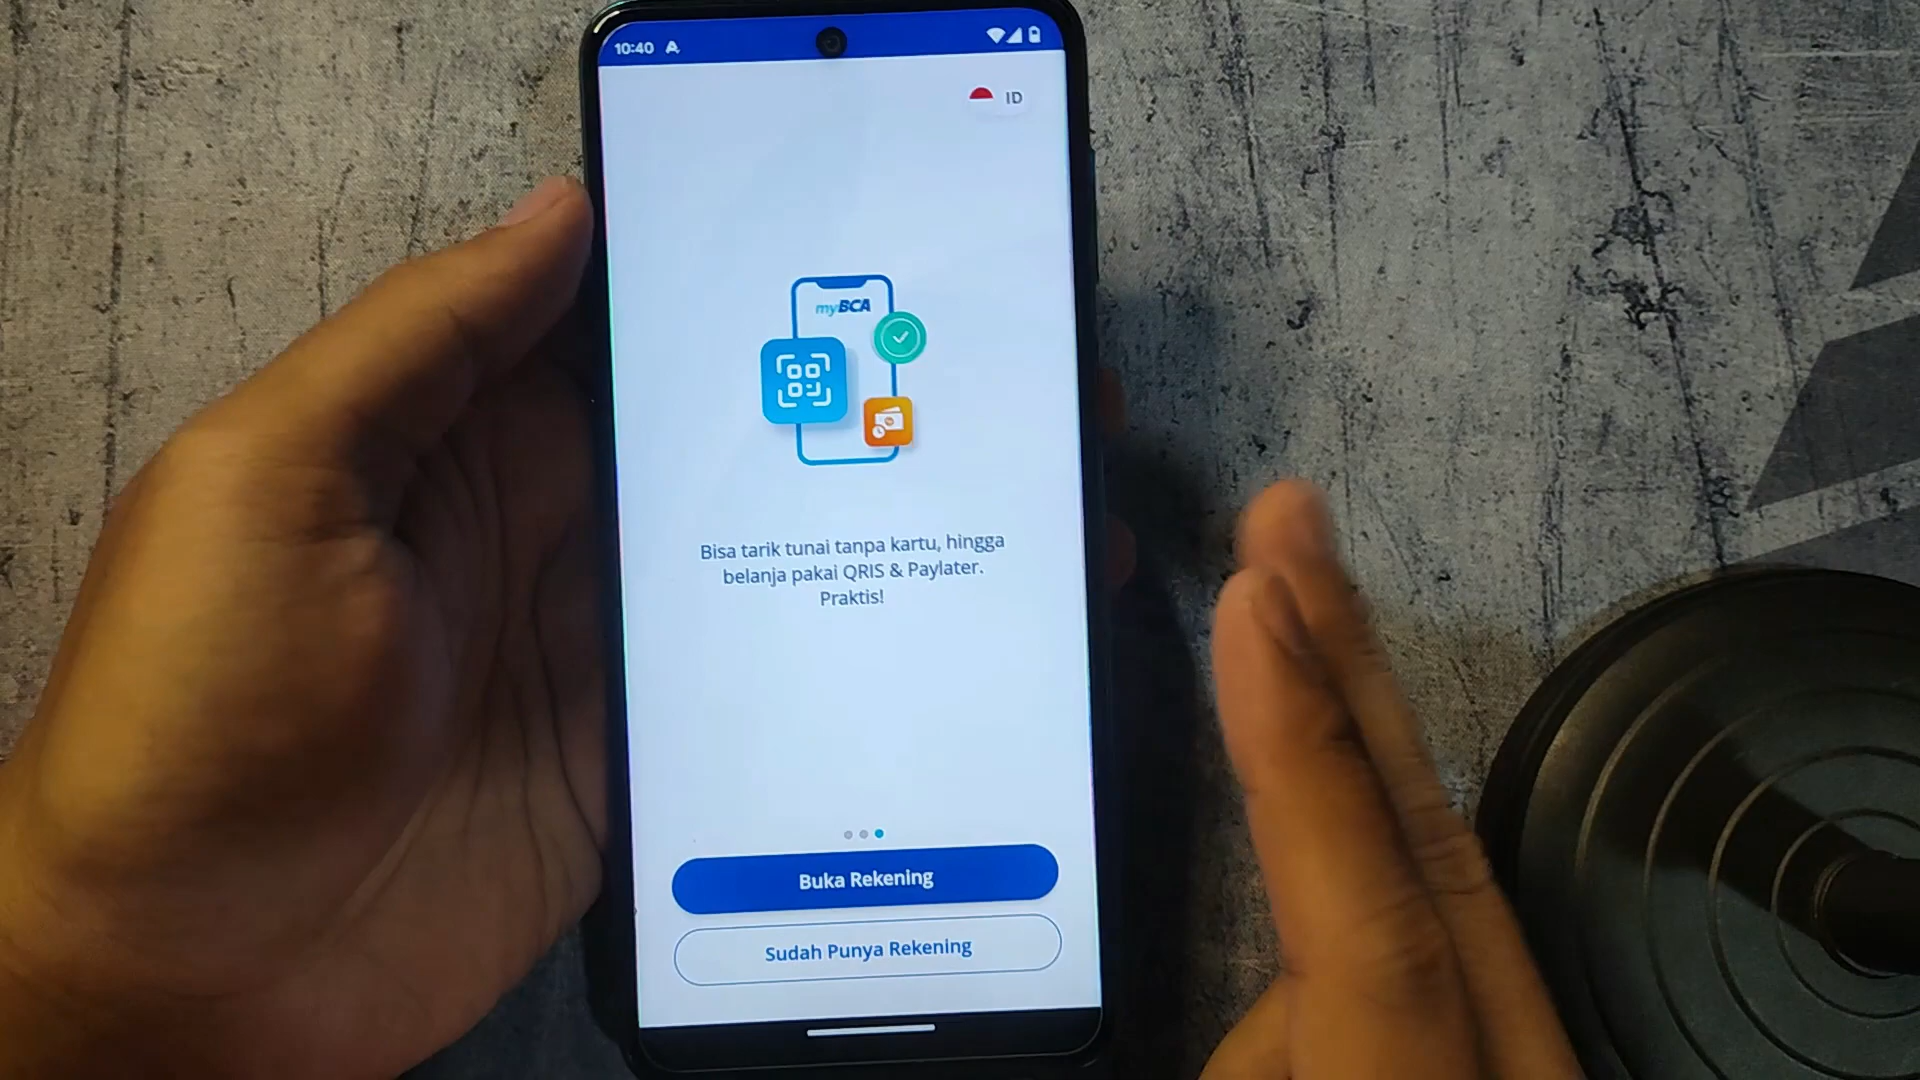 10:40
ID
myBCA
Bisa tarik tunai tanpa kartu, hingga
belanja pakai QRIS & Paylater.
Praktis!
Buka Rekening
Sudah Punya Rekening